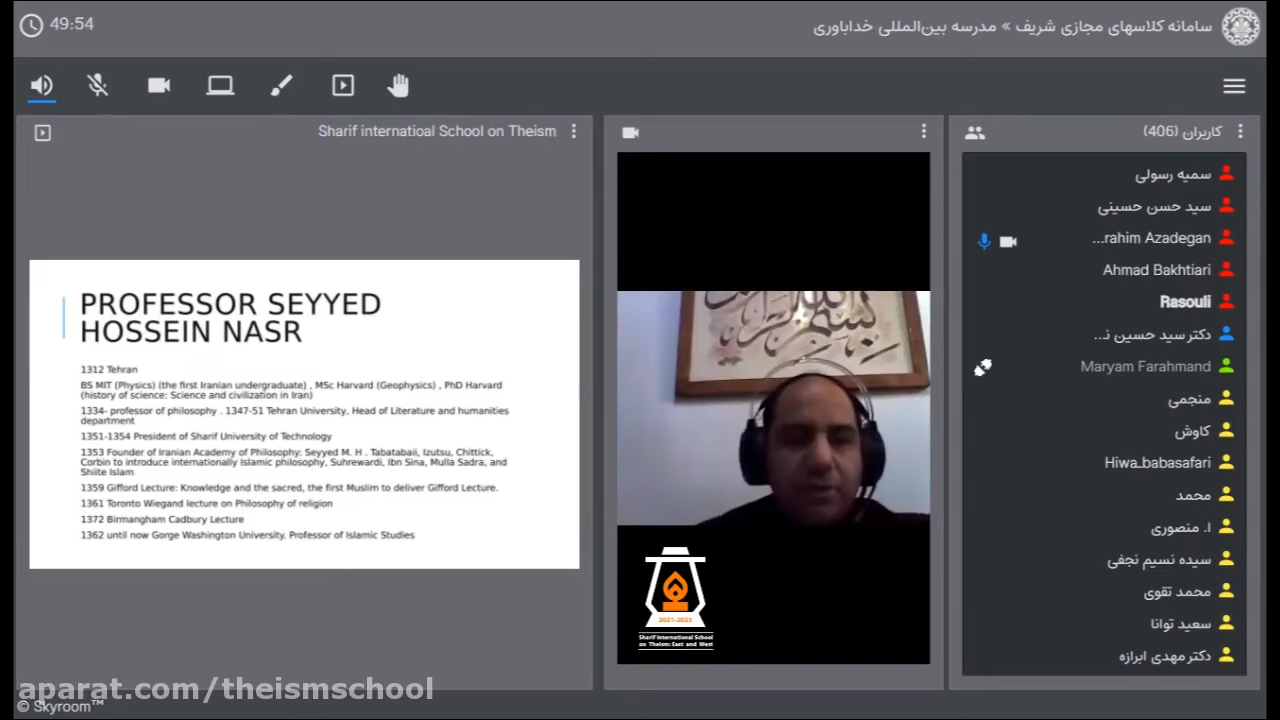 49:54
سامانه کلاسهای مجازی شریف » مدرسه بین‌المللی خداباوری
Sharif internatioal School on Theism
PROFESSOR SEYYED
HOSSEIN NASR
1312 Tehran
BS MIT (Physics) (the first Iranian undergraduate) , MSc Harvard (Geophysics) , PhD Harvard
(history of science: Science and civilization in Iran)
1334- professor of philosophy . 1347-51 Tehran University, Head of Literature and humanities
department
1351-1354 President of Sharif University of Technology
1353 Founder of Iranian Academy of Philosophy: Seyyed M. H . Tabatabaii, Izutsu, Chittick,
Corbin to introduce internationally Islamic philosophy, Suhrewardi, Ibn Sina, Mulla Sadra, and
Shiite Islam
1359 Gifford Lecture: Knowledge and the sacred, the first Muslim to deliver Gifford Lecture.
1361 Toronto Wiegand lecture on Philosophy of religion
1372 Birmangham Cadbury Lecture
1362 until now Gorge Washington University. Professor of Islamic Studies
2021-2023
Sharif International School
on Theism: East and West
کاربران (406)
سمیه رسولی
سید حسن حسینی
...rahim Azadegan
Ahmad Bakhtiari
Rasouli
دکتر سید حسین ن...
Maryam Farahmand
منجمی
کاوش
Hiwa_babasafari
محمد
ا. منصوری
سیده نسیم نجفی
محمد تقوی
سعید توانا
دکتر مهدی ابرازه
aparat.com/theismschool
© Skyroom™